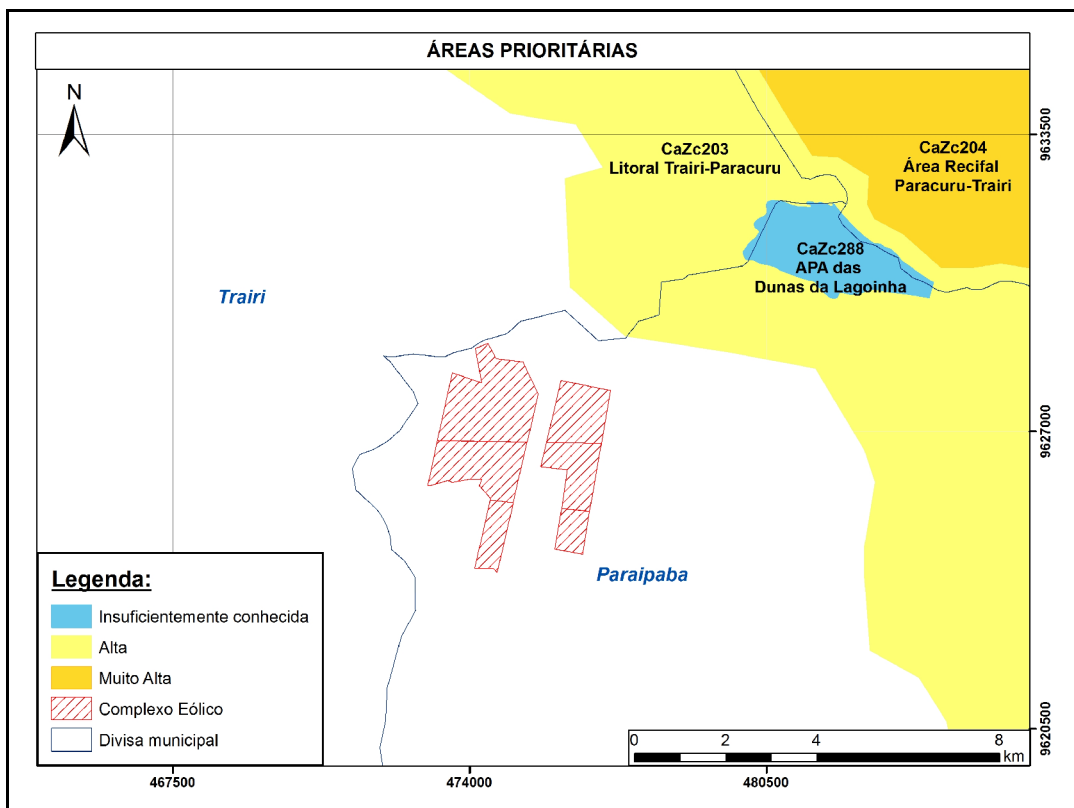 ÁREAS PRIORITÁRIAS
N
CaZc203
Litoral Trairi-Paracuru
CaZc204
Área Recifal
Paracuru-Trairi
CaZc288
APA das
Dunas da Lagoinha
Trairi
Paraipaba
9633500
9627000
9620500
Legenda:
Insuficientemente conhecida
Alta
Muito Alta
Complexo Eólico
Divisa municipal
0 2 4 8
km
467500 474000 480500